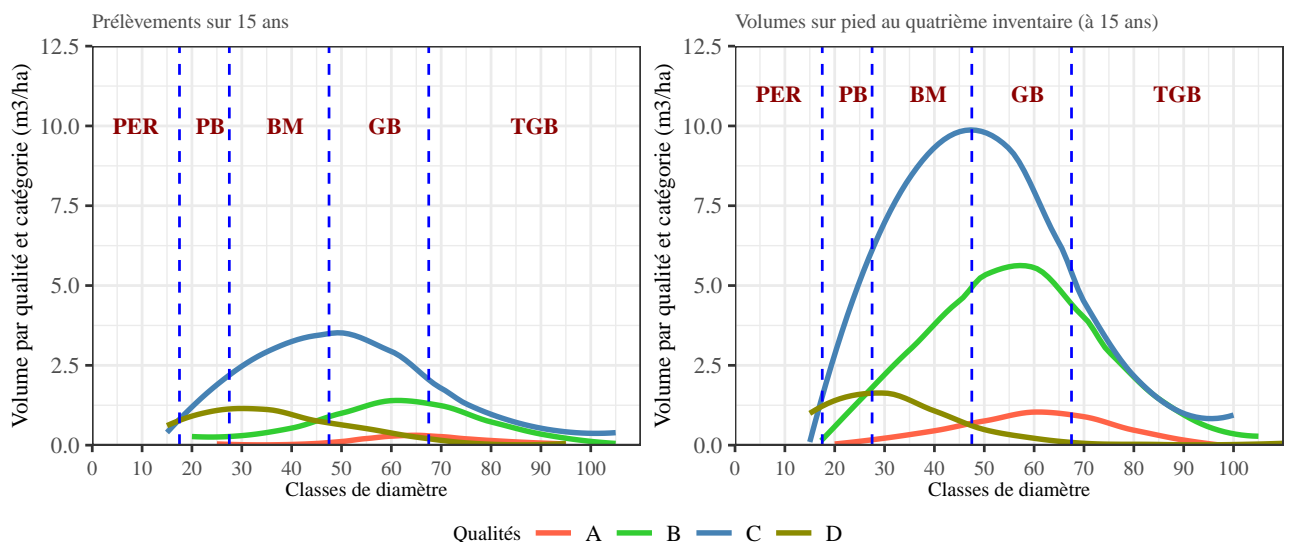 Prélèvements sur 15 ans
Volume par qualité et catégorie (m3/ha)
12.5
10.0
7.5
5.0
2.5
0.0
PER PB BM GB TGB
0 10 20 30 40 50 60 70 80 90 100
Classes de diamètre
Volumes sur pied au quatrième inventaire (à 15 ans)
Volume par qualité et catégorie (m3/ha)
12.5
10.0
7.5
5.0
2.5
0.0
PER PB BM GB TGB
0 10 20 30 40 50 60 70 80 90 100
Classes de diamètre
Qualités A B C D